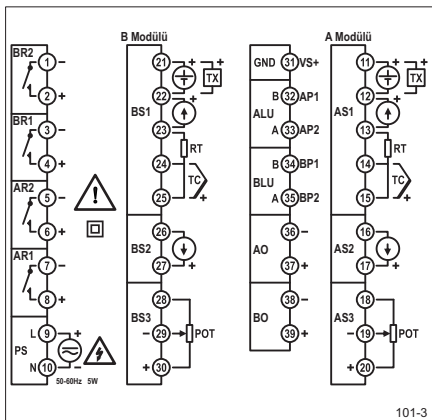 B Modülü
A Modülü
BR2
1 −
2 +
BR1
3 −
4 +
AR2
5 −
6 +
AR1
7 −
8 +
PS
L 9 + −
N 10
50-60Hz 5W
21 + + TX
22 +
BS1
23
24 RT
25 TC +
BS2
26
27 +
28
BS3
− 29 POT
+ 30
GND 31 VS+
B 32 AP1
ALU
A 33 AP2
B 34 BP1
BLU
A 35 BP2
36 −
AO
37 +
38 −
BO
39 +
11 + + TX
12 +
AS1
13
14 RT
15 TC +
AS2
16
17 +
18
AS3
− 19 POT
+ 20
101-3